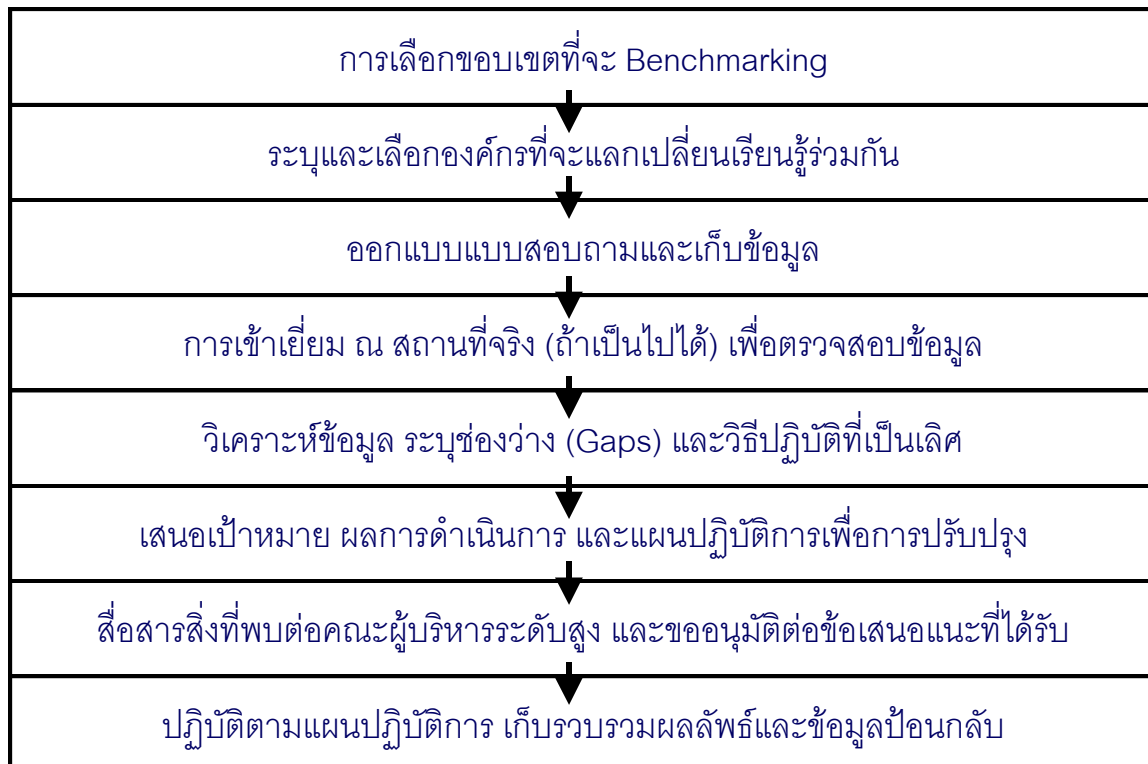 การเลือกขอบเขตที่จะ Benchmarking
ระบุและเลือกองค์กรที่จะแลกเปลี่ยนเรียนรู้ร่วมกัน
ออกแบบแบบสอบถามและเก็บข้อมูล
การเข้าเยี่ยม ณ สถานที่จริง (ถ้าเป็นไปได้) เพื่อตรวจสอบข้อมูล
วิเคราะห์ข้อมูล ระบุช่องว่าง (Gaps) และวิธีปฏิบัติที่เป็นเลิศ
เสนอเป้าหมาย ผลการดำเนินการ และแผนปฏิบัติการเพื่อการปรับปรุง
สื่อสารสิ่งที่พบต่อคณะผู้บริหารระดับสูง และขออนุมัติต่อข้อเสนอแนะที่ได้รับ
ปฏิบัติตามแผนปฏิบัติการ เก็บรวบรวมผลลัพธ์และข้อมูลป้อนกลับ